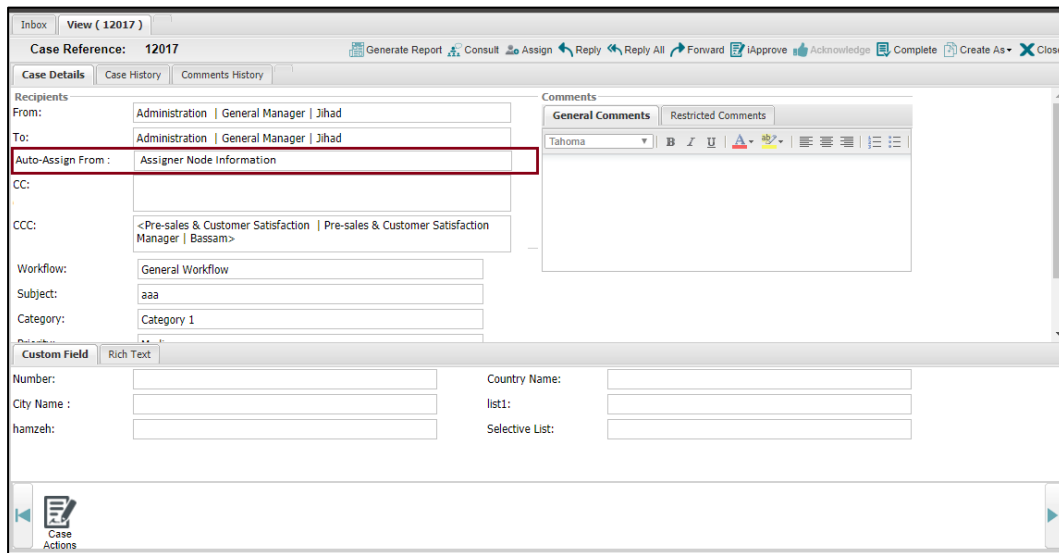 Inbox View ( 12017 )
Case Reference: 12017 Generate Report Consult Assign Reply Reply All Forward iApprove Acknowledge Complete Create As Close
Case Details Case History Comments History
Recipients
From: Administration | General Manager | Jihad
To: Administration | General Manager | Jihad
Auto-Assign From : Assigner Node Information
CC:
CCC: <Pre-sales & Customer Satisfaction | Pre-sales & Customer Satisfaction
Manager | Bassam>
Workflow: General Workflow
Subject: aaa
Category: Category 1
Comments
General Comments Restricted Comments
Tahoma B I U A ab
Custom Field Rich Text
Number: Country Name:
City Name : list1:
hamzeh: Selective List:
Case
Actions